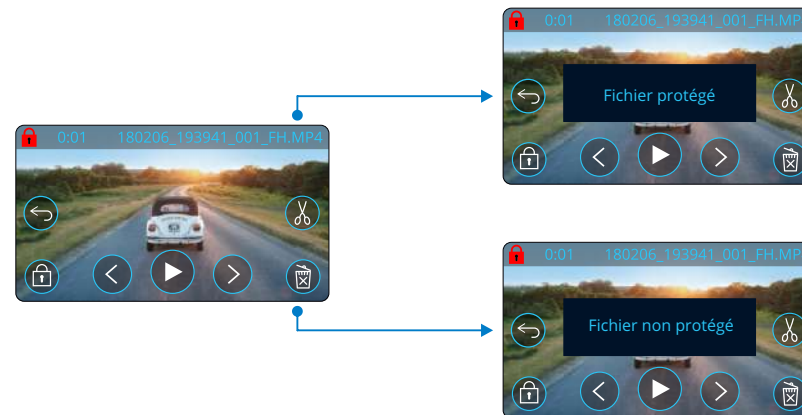 0:01 180206_193941_001_FH.MP4
0:01 180206_193941_001_FH.MP
Fichier protégé
0:01 180206_193941_001_FH.MP
Fichier non protégé